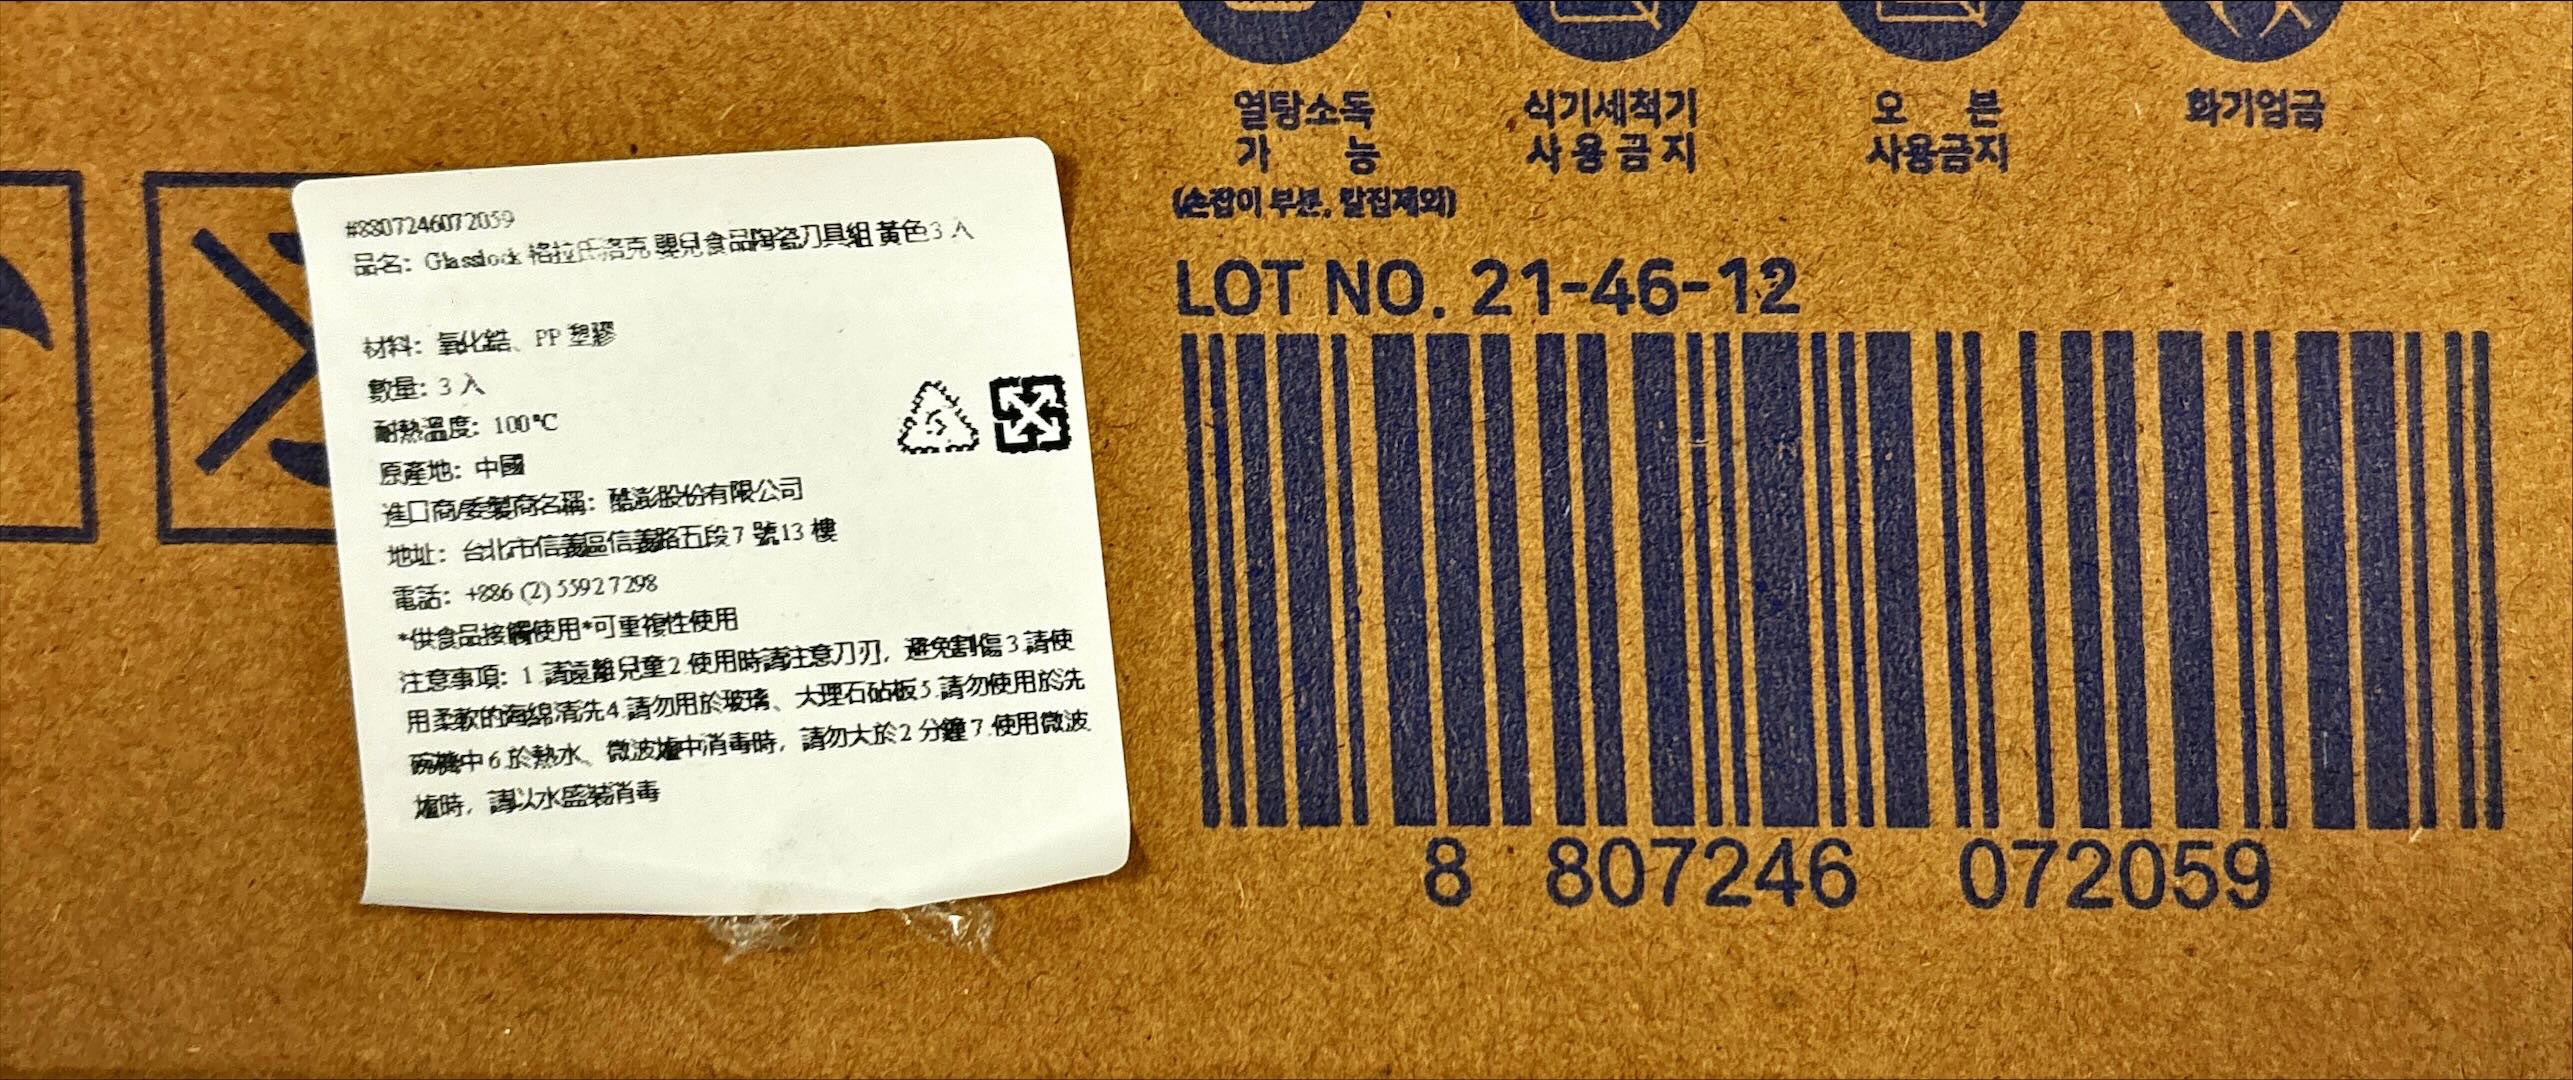 #8807246072059
品名：Glasslock 格拉氏洛克 嬰兒食品陶瓷刀具組 黃色3 入
材料：氧化鋯、PP 塑膠
數量：3 入
耐熱溫度：100℃
原產地：中國
進口商/委製商名稱：酷澎股份有限公司
地址：台北市信義區信義路五段7 號13 樓
電話：+886 (2) 5592 7298
*供食品接觸使用*可重複性使用
注意事項：1.請遠離兒童2.使用時請注意刀刃，避免割傷3.請使
用柔軟的海綿清洗4.請勿用於玻璃、大理石砧板5.請勿使用於洗
碗機中6.於熱水、微波爐中消毒時，請勿大於2 分鐘7.使用微波
爐時，請以水盛裝消毒
5
열탕소독
가 능
(손잡이 부분, 칼집제외)
식기세척기
사용금지
오 븐
사용금지
화기엄금
LOT NO. 21-46-12
8 807246 072059